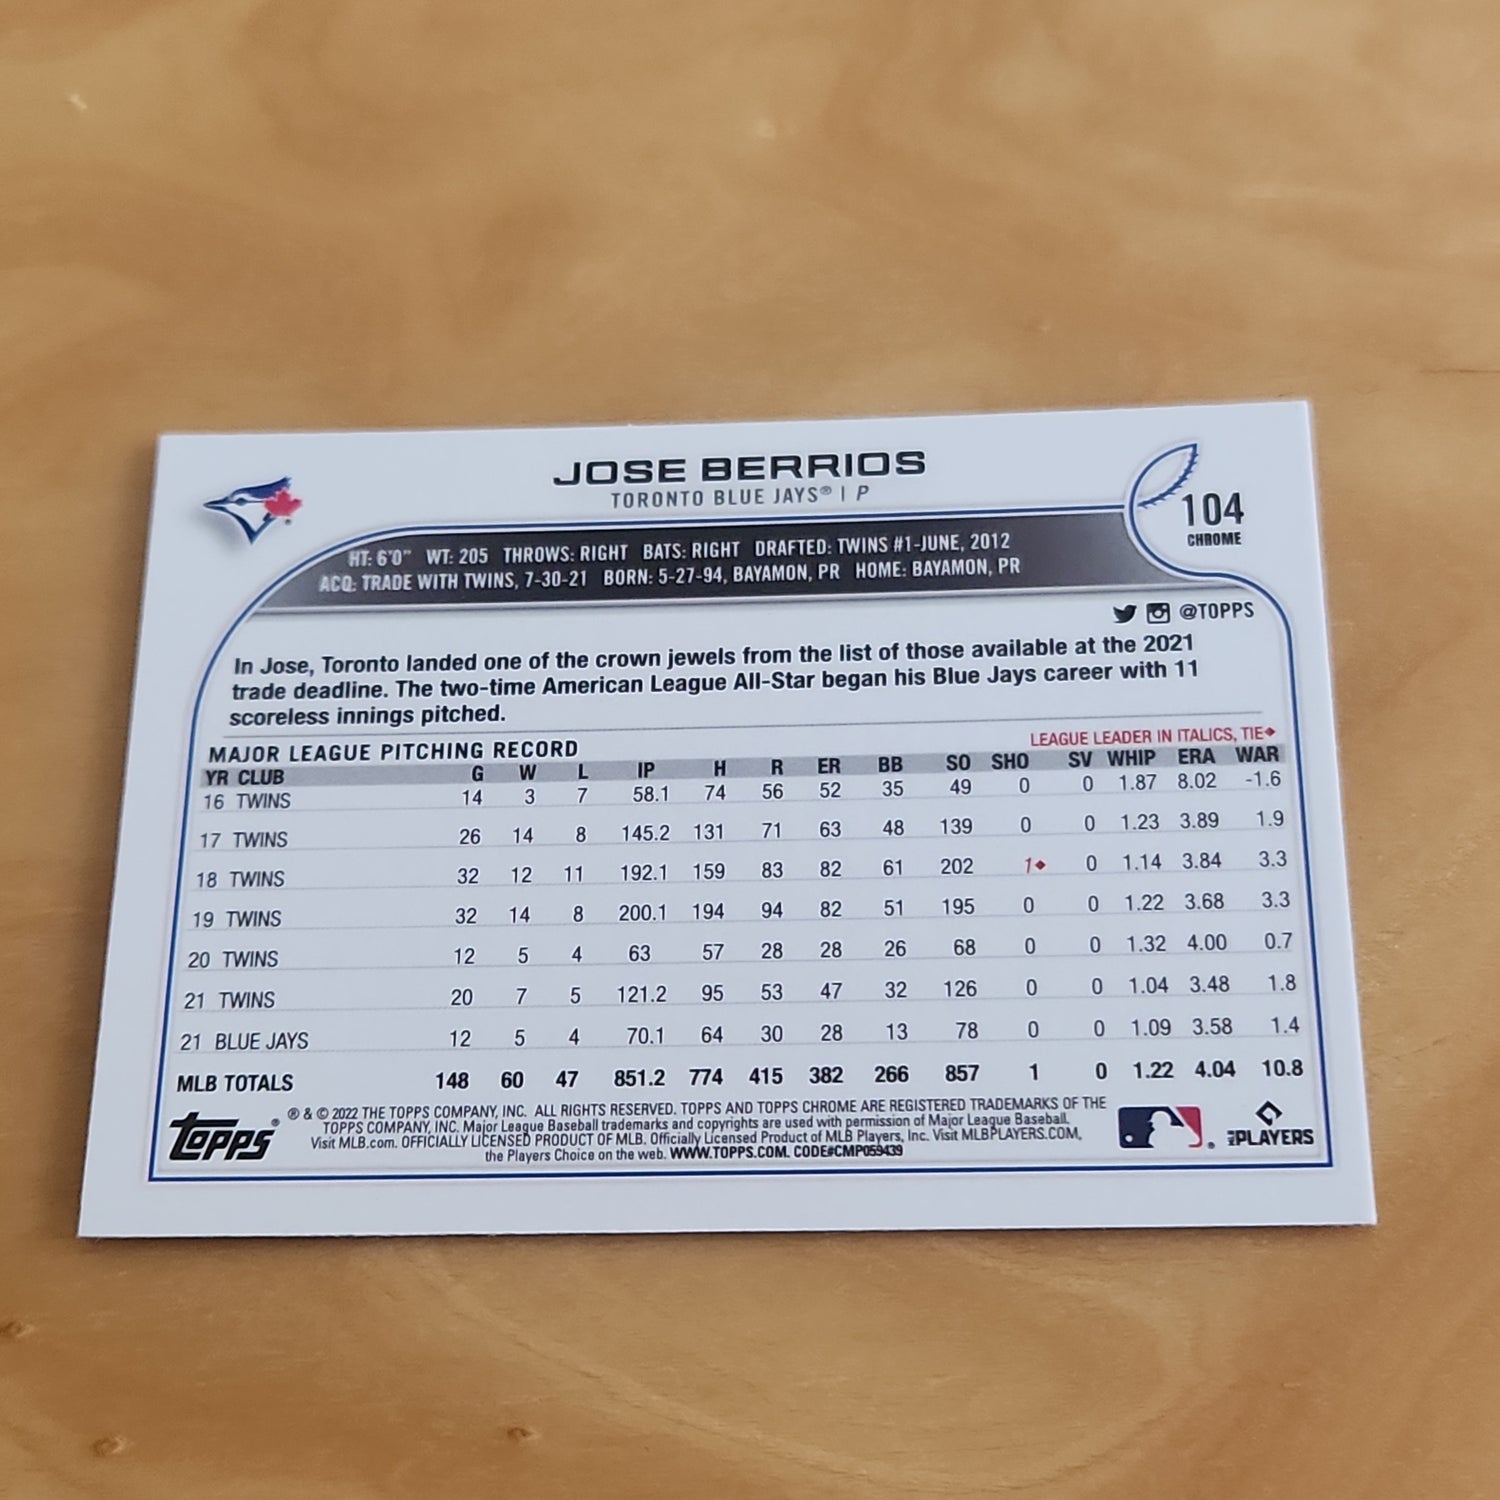 JOSE BERRIOS
TORONTO BLUE JAYS® | P
104
CHROME
HT: 6'0" WT: 205 THROWS: RIGHT BATS: RIGHT DRAFTED: TWINS #1-JUNE, 2012
ACQ: TRADE WITH TWINS, 7-30-21 BORN: 5-27-94, BAYAMON, PR HOME: BAYAMON, PR
@TOPPS
In Jose, Toronto landed one of the crown jewels from the list of those available at the 2021
trade deadline. The two-time American League All-Star began his Blue Jays career with 11
scoreless innings pitched.
MAJOR LEAGUE PITCHING RECORD LEAGUE LEADER IN ITALICS, TIE◆
YR CLUB G W L IP H R ER BB SO SHO SV WHIP ERA WAR
16 TWINS 14 3 7 58.1 74 56 52 35 49 0 0 1.87 8.02 -1.6
17 TWINS 26 14 8 145.2 131 71 63 48 139 0 0 1.23 3.89 1.9
18 TWINS 32 12 11 192.1 159 83 82 61 202 1◆ 0 1.14 3.84 3.3
19 TWINS 32 14 8 200.1 194 94 82 51 195 0 0 1.22 3.68 3.3
20 TWINS 12 5 4 63 57 28 28 26 68 0 0 1.32 4.00 0.7
21 TWINS 20 7 5 121.2 95 53 47 32 126 0 0 1.04 3.48 1.8
21 BLUE JAYS 12 5 4 70.1 64 30 28 13 78 0 0 1.09 3.58 1.4
MLB TOTALS 148 60 47 851.2 774 415 382 266 857 1 0 1.22 4.04 10.8
topps®
® & © 2022 THE TOPPS COMPANY, INC. ALL RIGHTS RESERVED. TOPPS AND TOPPS CHROME ARE REGISTERED TRADEMARKS OF THE
TOPPS COMPANY, INC. Major League Baseball trademarks and copyrights are used with permission of Major League Baseball.
Visit MLB.com. OFFICIALLY LICENSED PRODUCT OF MLB. Officially Licensed Product of MLB Players, Inc. Visit MLBPLAYERS.COM,
the Players Choice on the web. WWW.TOPPS.COM. CODE#CMP059439
MLB PLAYERS